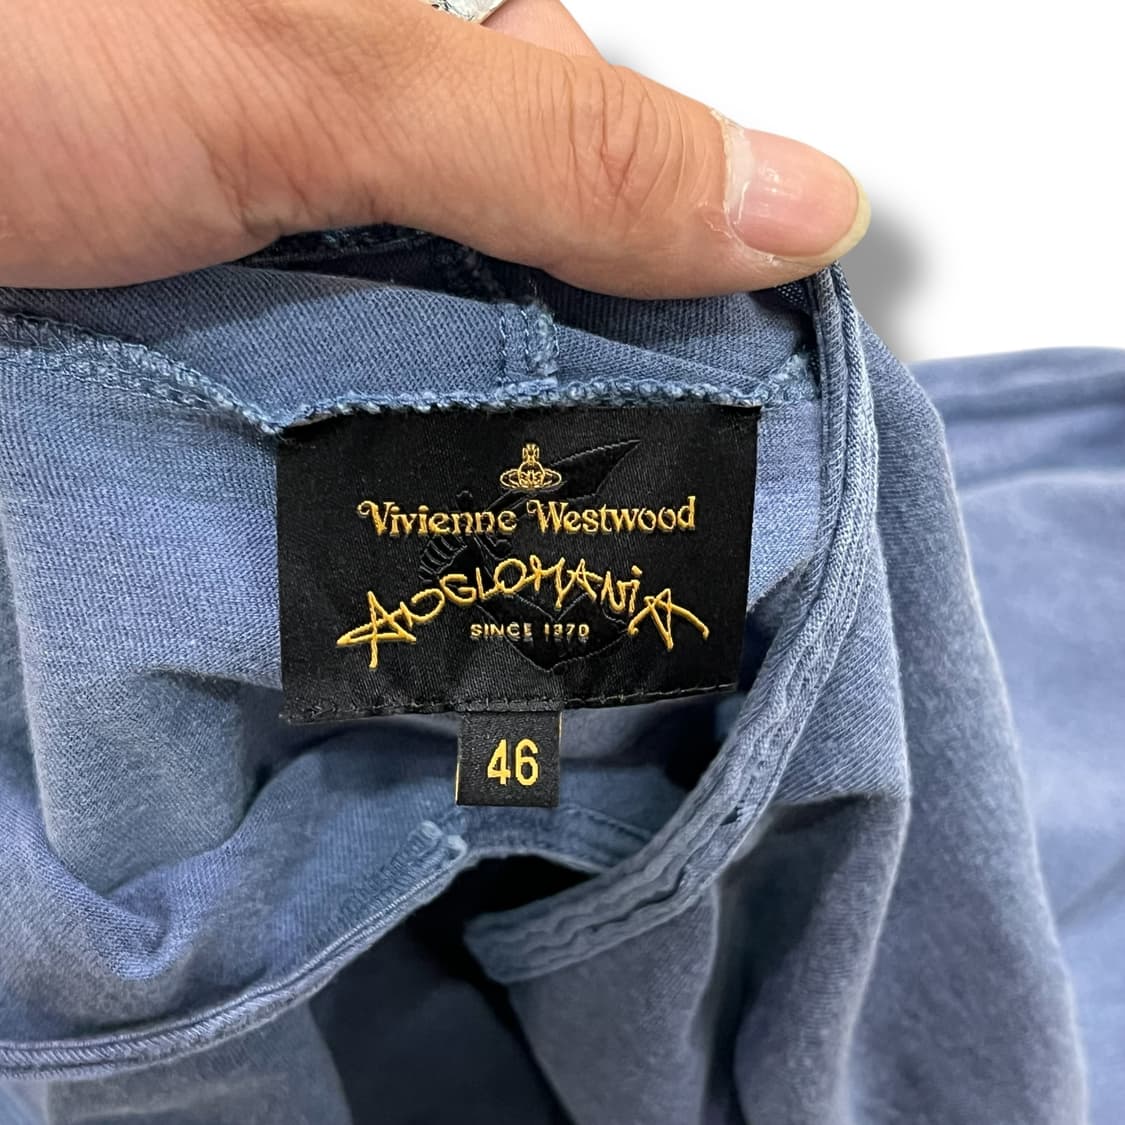 Vivienne Westwood
ANGLOMANIA
SINCE 1970
46